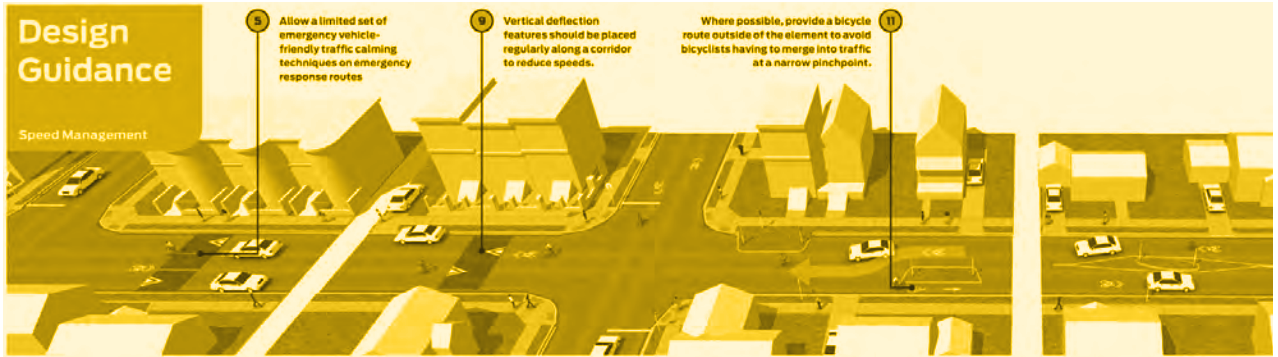 Design
Guidance
Speed Management
5
Allow a limited set of
emergency vehicle-
friendly traffic calming
techniques on emergency
response routes
9
Vertical deflection
features should be placed
regularly along a corridor
to reduce speeds.
11
Where possible, provide a bicycle
route outside of the element to avoid
bicyclists having to merge into traffic
at a narrow pinchpoint.